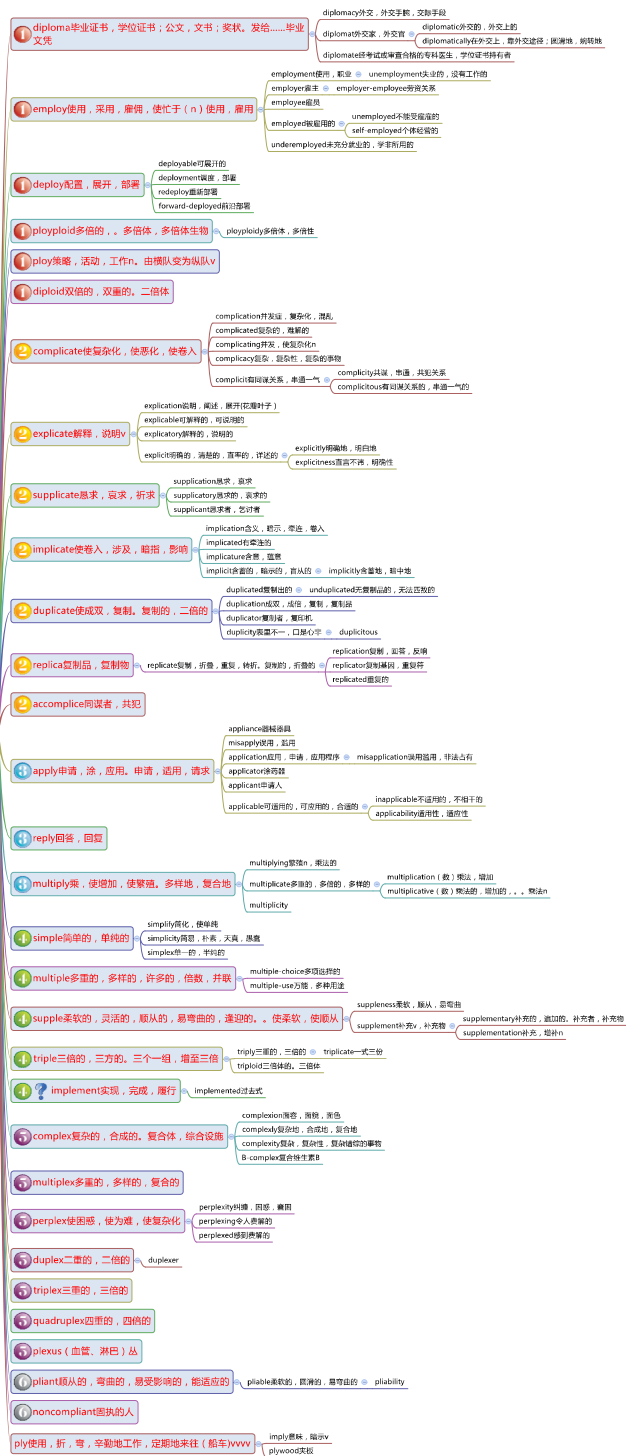 diploma毕业证书，学位证书；公文，文书；奖状。发给……毕业
文凭
diplomacy外交，外交手腕，交际手段
diplomat外交家，外交官
diplomatic外交的，外交上的
diplomatically在外交上，靠外交途径；圆滑地，婉转地
diplomate经考试成审查合格的专科医生，学位证书持有者
employ使用，采用，雇佣，使忙于（n）使用，雇用
employment使用，职业
unemployment失业的，没有工作的
employer雇主
employer-employee劳资关系
employee雇员
employed被雇用的
unemployed不能受雇雇的
self-employed个体经营的
underemployed未充分就业的，学非所用的
deploy配置，展开，部署
deployable可展开的
deployment调度，部署
redeploy重新部署
forward-deployed前沿部署
ployploid多倍的，。多倍体，多倍体生物
ployploidy多倍体，多倍性
ploy策略，活动，工作n。由横队变为纵队v
diploid双倍的，双重的。二倍体
complicate使复杂化，使恶化，使卷入
complication并发症，复杂化，混乱
complicated复杂的，难解的
complicating并发，使复杂化n
complicacy复杂，复杂性，复杂的事物
complicit有同谋关系，串通一气
complicity共谋，串通，共犯关系
complicitous有同谋关系的，串通一气的
explicate解释，说明v
explication说明，阐述，展开(花瓣叶子）
explicable可解释的，可说明的
explicatory解释的，说明的
explicit明确的，清楚的，直率的，详述的
explicitly明确地，明白地
explicitness直言不讳，明确性
supplicate恳求，哀求，祈求
supplication恳求，哀求
supplicatory恳求的，哀求的
supplicant恳求者，乞讨者
implicate使卷入，涉及，暗指，影响
implication含义，暗示，牵连，卷入
implicated有牵连的
implicature含意，蕴意
implicit含蓄的，暗示的，盲从的
implicitly含蓄地，暗中地
duplicate使成双，复制。复制的，二倍的
duplicated复制出的
unduplicated无复制品的，无法匹敌的
duplication成双，成倍，复制，复制品
duplicator复制者，复印机
duplicity表里不一，口是心非
duplicitous
replica复制品，复制物
replicate复制，折叠，重复，转折。复制的，折叠的
replication复制，回答，反响
replicator复制基因，重复符
replicated重复的
accomplice同谋者，共犯
apply申请，涂，应用。申请，适用，请求
appliance器械器具
misapply误用，滥用
application应用，申请，应用程序
misapplication误用滥用，非法占有
applicator涂药器
applicant申请人
applicable可适用的，可应用的，合适的
inapplicable不适用的，不相干的
applicability适用性，适应性
reply回答，回复
multiply乘，使增加，使繁殖。多样地，复合地
multiplying繁殖n，乘法的
multiplicate多重的，多倍的，多样的
multiplication（数）乘法，增加
multiplicative（数）乘法的，增加的，。。乘法n
multiplicity
simple简单的，单纯的
simplify简化，使单纯
simplicity简易，朴素，天真，愚蠢
simplex单一的，单纯的
multiple多重的，多样的，许多的，倍数，并联
multiple-choice多项选择的
multiple-use万能，多种用途
supple柔软的，灵活的，顺从的，易弯曲的，逢迎的。。使柔软，使顺从
suppleness柔软，顺从，易弯曲
supplement补充v，补充物
supplementary补充的，追加的。补充者，补充物
supplementation补充，增补n
triple三倍的，三方的。三个一组，增至三倍
triply三重的，三倍的
triplicate一式三份
triploid三倍体的。三倍体
implement实现，完成，履行
implemented过去式
complex复杂的，合成的。复合体，综合设施
complexion面容，面貌，面色
complexly复杂地，合成地，复合地
complexity复杂，复杂性，复杂错综的事物
B-complex复合维生素B
multiplex多重的，多样的，复合的
perplex使困惑，使为难，使复杂化
perplexity纠缠，困惑，窘困
perplexing令人费解的
perplexed感到费解的
duplex二重的，二倍的
duplexer
triplex三重的，三倍的
quadruplex四重的，四倍的
plexus（血管、淋巴）丛
pliant顺从的，弯曲的，易受影响的，能适应的
pliable柔软的，圆滑的，易弯曲的
pliability
noncompliant固执的人
ply使用，折，弯，辛勤地工作，定期地来往（船车)vvvv
imply意味，暗示v
plywood夹板